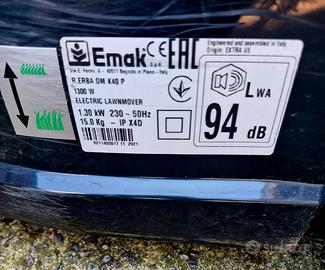 Emak S.p.A. CE EAC
Via E. Fermi, 4 - 42011 Bagnolo in Piano - Italy
R.ERBA OM K40 P
1300 W
ELECTRIC LAWNMOVER
1.30 kW 230 ~ 50Hz
15.0 Kg - IP X4D
Engineered and assembled in Italy.
Origin: EXTRA UE
LWA
94 dB
subito